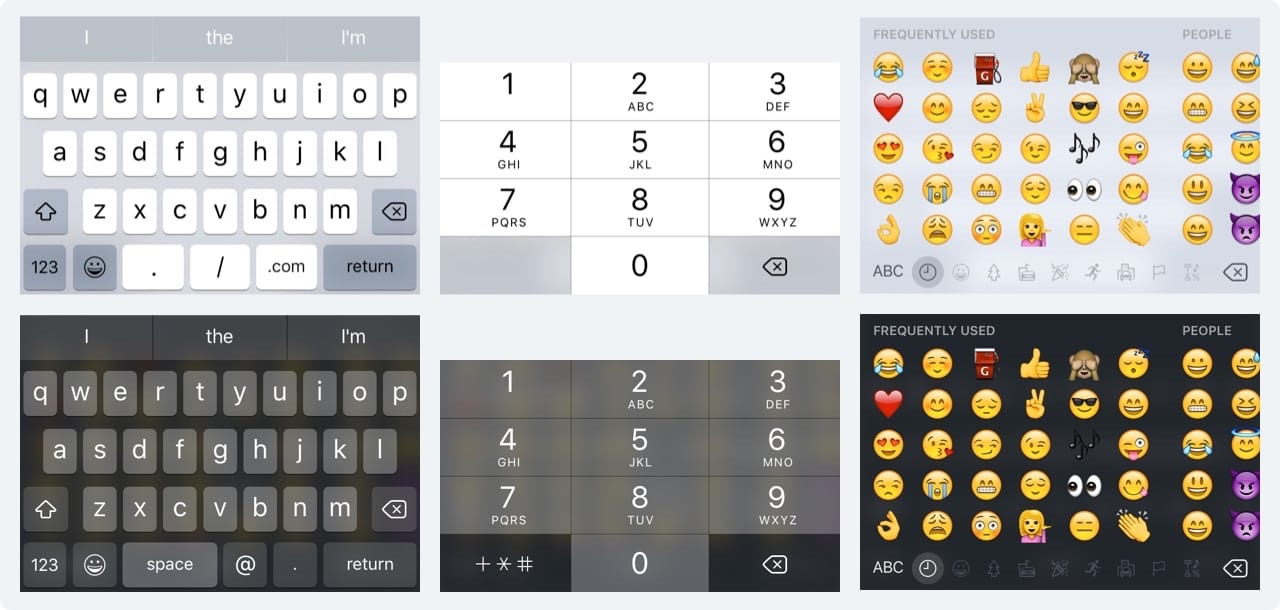 I the I'm
q w e r t y u i o p
a s d f g h j k l
z x c v b n m
123 . / .com return
1 2 3
ABC DEF
4 5 6
GHI JKL MNO
7 8 9
PQRS TUV WXYZ
0
FREQUENTLY USED PEOPLE
zZZ
G
ABC
I the I'm
q w e r t y u i o p
a s d f g h j k l
z x c v b n m
123 space @ . return
1 2 3
ABC DEF
4 5 6
GHI JKL MNO
7 8 9
PQRS TUV WXYZ
+*# 0
FREQUENTLY USED PEOPLE
zZZ
G
ABC